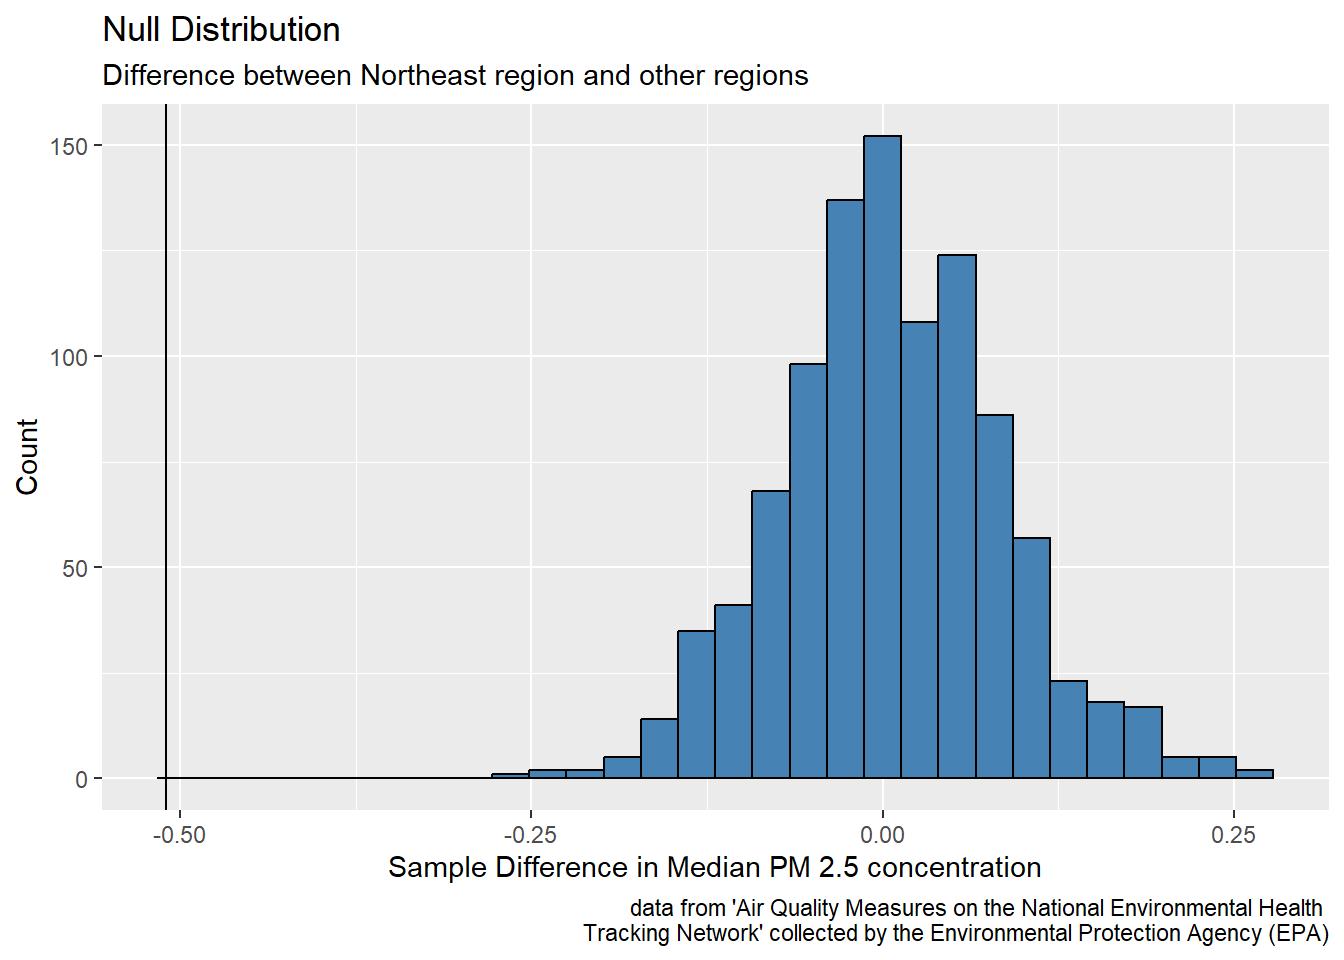 Null Distribution
Difference between Northeast region and other regions
150
100
50
0
Count
-0.50
-0.25
0.00
0.25
Sample Difference in Median PM 2.5 concentration
data from 'Air Quality Measures on the National Environmental Health
Tracking Network' collected by the Environmental Protection Agency (EPA)